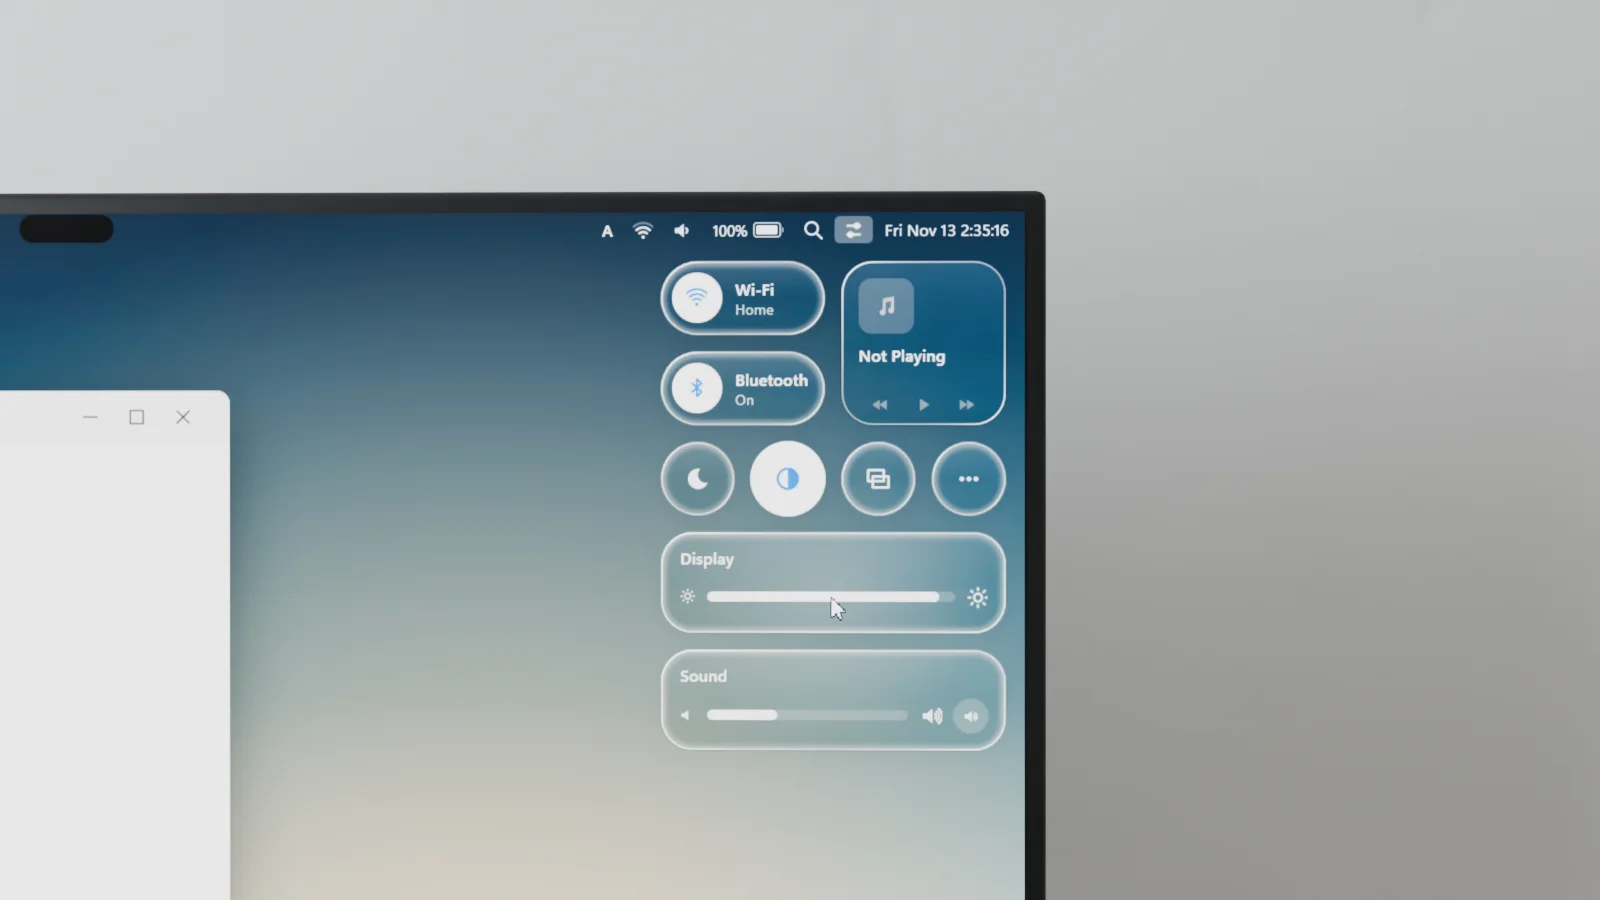 A 100% Fri Nov 13 2:35:16
Wi-Fi
Home
Not Playing
Bluetooth
On
Display
Sound